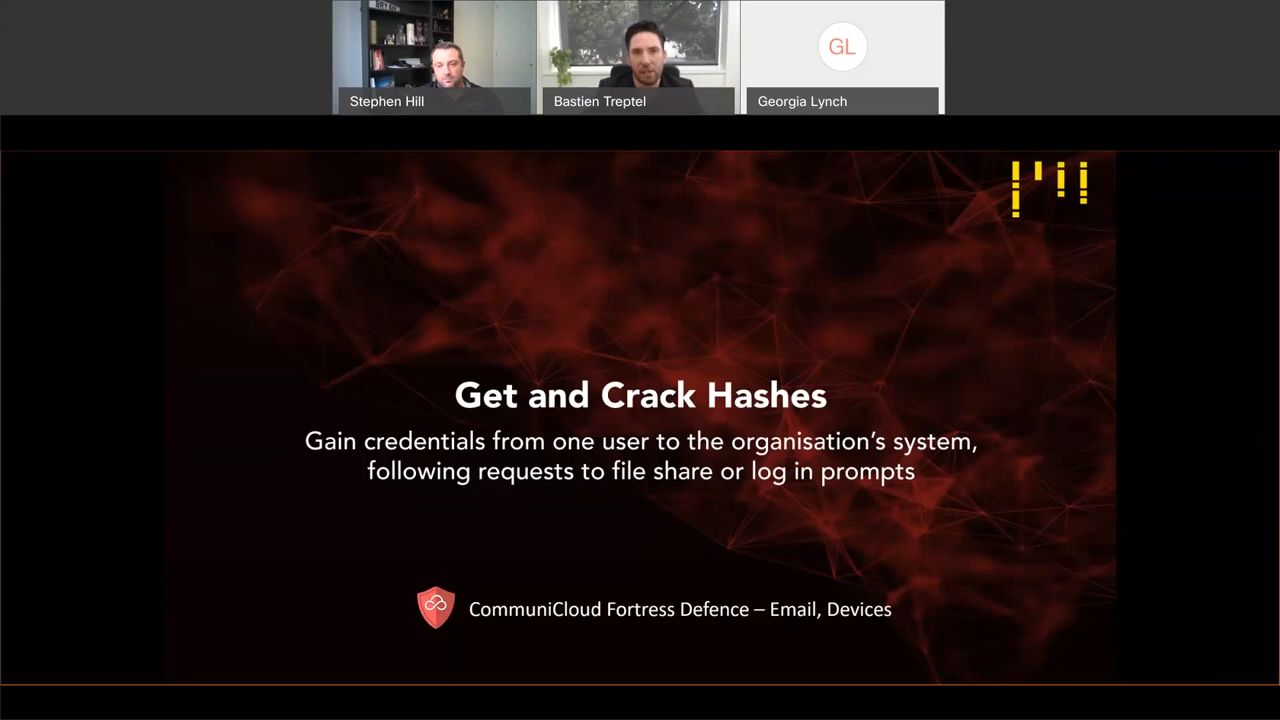 Stephen Hill
Bastien Treptel
GL
Georgia Lynch
Get and Crack Hashes
Gain credentials from one user to the organisation's system,
following requests to file share or log in prompts
CommuniCloud Fortress Defence – Email, Devices